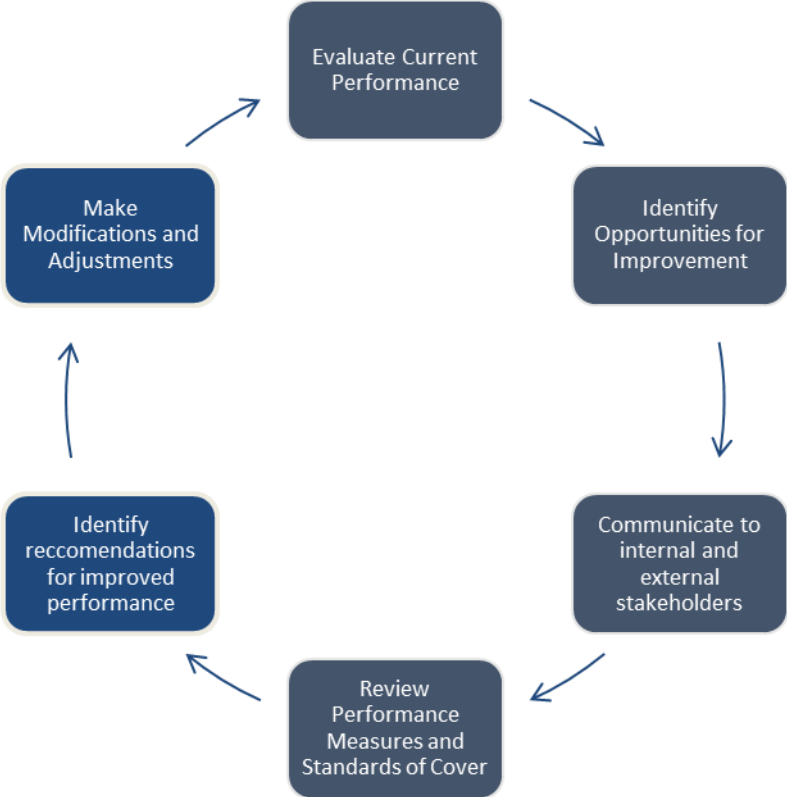 Evaluate Current
Performance
Identify
Opportunities for
Improvement
Communicate to
internal and
external
stakeholders
Review
Performance
Measures and
Standards of Cover
Identify
reccomendations
for improved
performance
Make
Modifications and
Adjustments